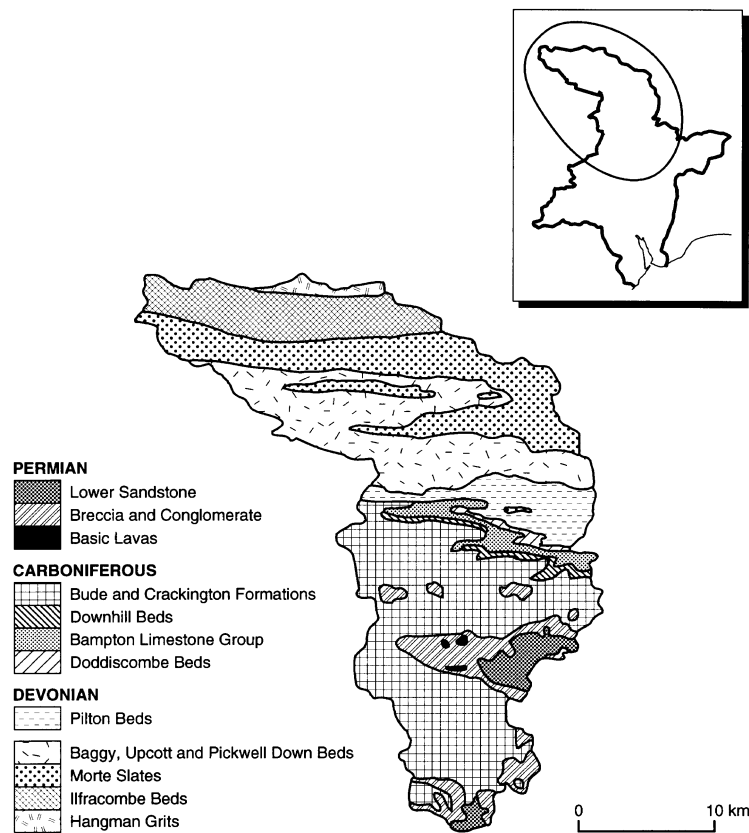 PERMIAN
Lower Sandstone
Breccia and Conglomerate
Basic Lavas
CARBONIFEROUS
Bude and Crackington Formations
Downhill Beds
Bampton Limestone Group
Doddiscombe Beds
DEVONIAN
Pilton Beds
Baggy, Upcott and Pickwell Down Beds
Morte Slates
Ilfracombe Beds
Hangman Grits
0 10 km